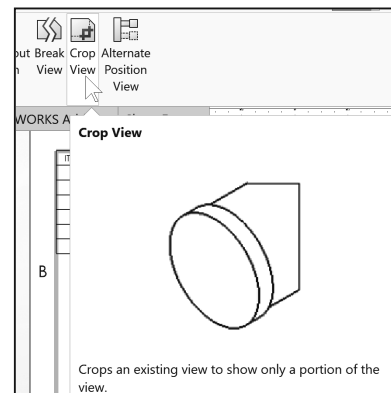 out Break Crop Alternate
n View View Position
View
WORKS A
Crop View
IT
B
Crops an existing view to show only a portion of the
view.